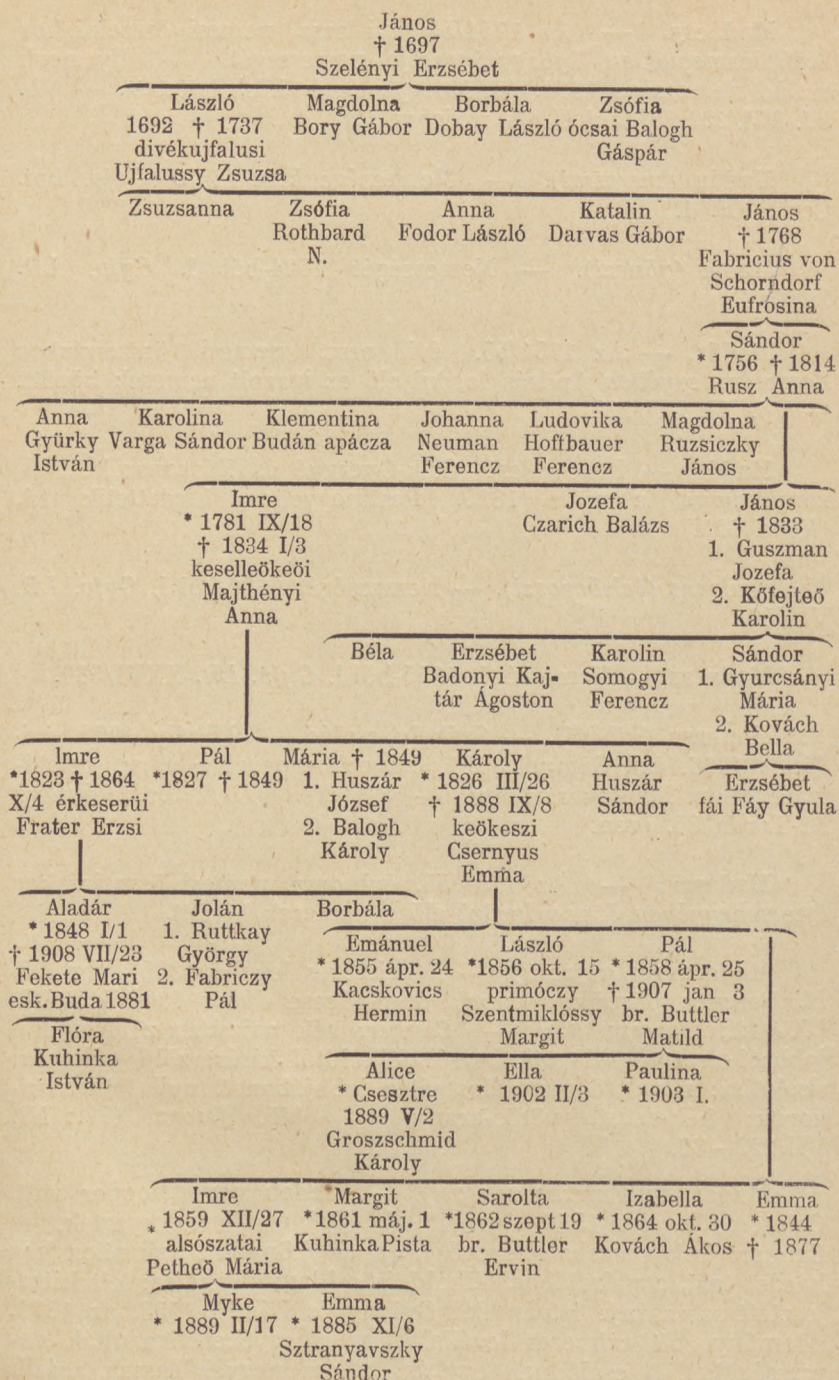 János
† 1697
Szelényi Erzsébet
László Magdolna Borbála Zsófia
1692 † 1737 Bory Gábor Dobay László ócsai Balogh
divékujfalusi Gáspár
Ujfalussy Zsuzsa
Zsuzsanna Zsófia Anna Katalin János
Rothbard Fodor László Darvas Gábor † 1768
N. Fabricius von
Schorndorf
Eufrosina
Sándor
* 1756 † 1814
Rusz Anna
Anna Karolina Klementina Johanna Ludovika Magdolna
Gyürky Varga Sándor Budán apácza Neuman Hoffbauer Ruzsiczky
István Ferencz Ferencz János
Imre Jozefa János
* 1781 IX/18 Czarich Balázs † 1833
† 1834 I/3 1. Guszman
keselleökeöi Jozefa
Majthényi 2. Kőfejteő
Anna Karolin
Béla Erzsébet Karolin Sándor
Badonyi Kaj- Somogyi 1. Gyurcsányi
tár Ágoston Ferencz Mária
2. Kovách
Bella
Imre Pál Mária † 1849 Károly Anna
*1823 † 1864 *1827 † 1849 1. Huszár * 1826 III/26 Huszár Erzsébet
X/4 érkeserüi József † 1888 IX/8 Sándor fái Fáy Gyula
Frater Erzsi 2. Balogh keökeszi
Károly Csernyus
Emma
Aladár Jolán Borbála
* 1848 I/1 1. Ruttkay
† 1908 VII/23 György
Fekete Mari 2. Fabriczy
esk. Buda 1881 Pál
Emánuel László Pál
* 1855 ápr. 24 *1856 okt. 15 * 1858 ápr. 25
Kacskovics primóczy † 1907 jan 3
Hermin Szentmiklóssy br. Buttler
Margit Matild
Flóra
Kuhinka
István
Alice Ella Paulina
* Csesztre * 1902 II/3 * 1903 I.
1889 V/2
Groszschmid
Károly
Imre Margit Sarolta Izabella Emma
* 1859 XII/27 *1861 máj. 1 *1862 szept 19 * 1864 okt. 30 * 1844
alsószatai Kuhinka Pista br. Buttler Kovách Ákos † 1877
Petheö Mária Ervin
Myke Emma
* 1889 II/17 * 1885 XI/6
Sztranyavszky
Sándor